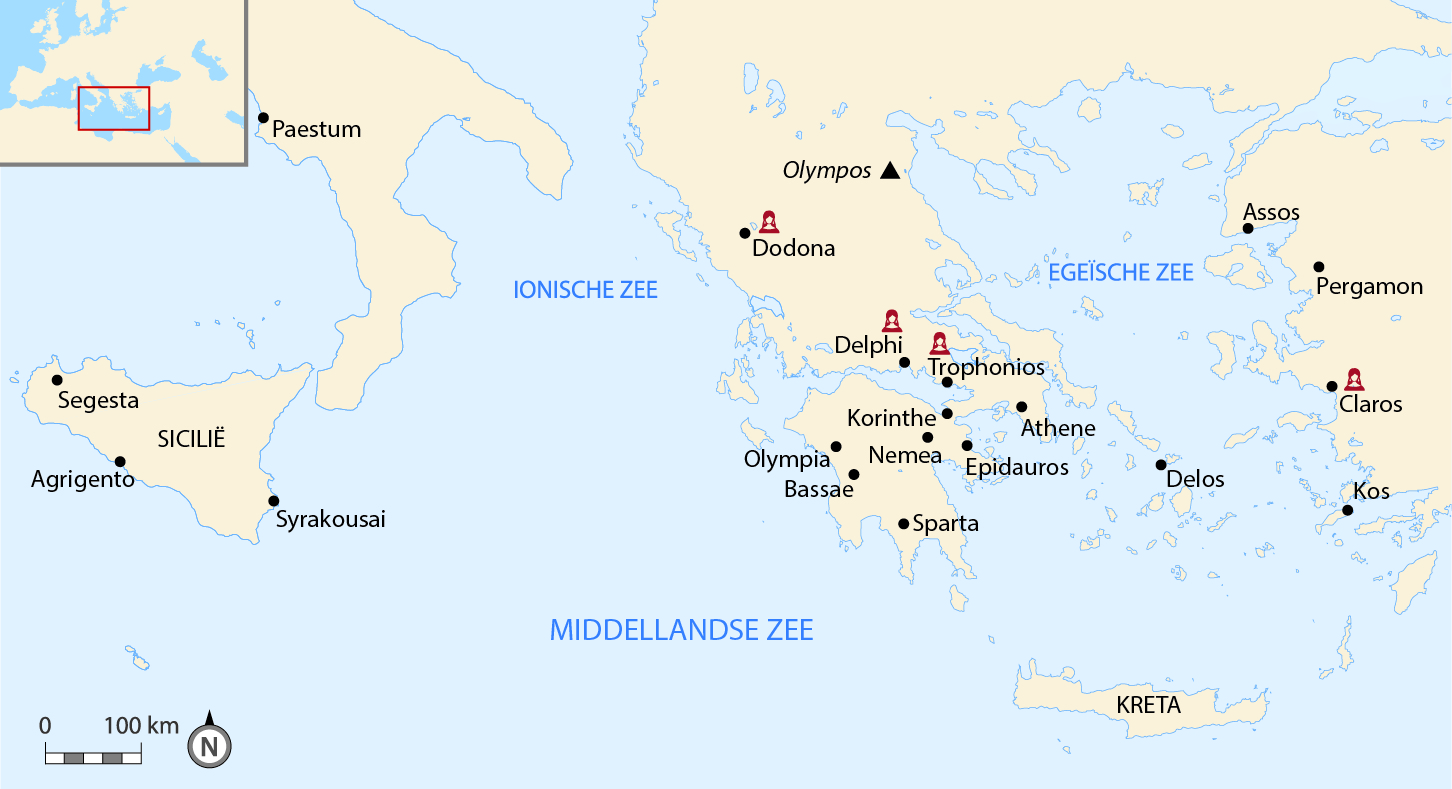 Paestum
Olympos
Dodona
Assos
EGEÏSCHE ZEE
IONISCHE ZEE
Pergamon
Delphi
Trophonios
Segesta
Claros
Korinthe
Athene
SICILIË
Nemea
Olympia
Epidauros
Agrigento
Delos
Bassae
Kos
Syrakousai
Sparta
MIDDELLANDSE ZEE
KRETA
0 100 km
N